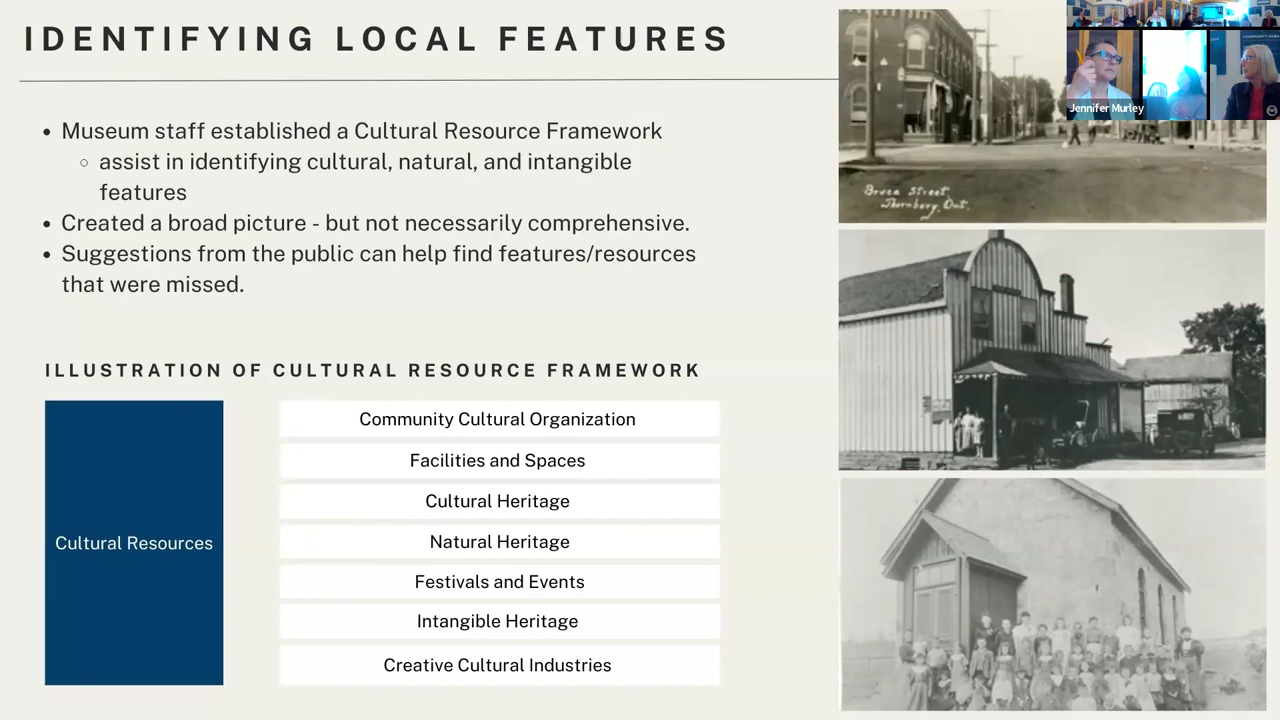 IDENTIFYING LOCAL FEATURES
Museum staff established a Cultural Resource Framework
assist in identifying cultural, natural, and intangible
features
Created a broad picture - but not necessarily comprehensive.
Suggestions from the public can help find features/resources
that were missed.
ILLUSTRATION OF CULTURAL RESOURCE FRAMEWORK
Cultural Resources
Community Cultural Organization
Facilities and Spaces
Cultural Heritage
Natural Heritage
Festivals and Events
Intangible Heritage
Creative Cultural Industries
Bruce Street,
Thornbury, Ont.
Jennifer Murley